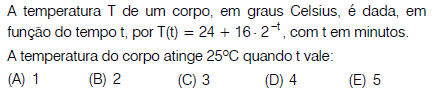 A temperatura T de um corpo, em graus Celsius, é dada, em
função do tempo t, por T(t) = 24 + 16 · 2⁻ᵗ, com t em minutos.
A temperatura do corpo atinge 25ºC quando t vale:
(A) 1 (B) 2 (C) 3 (D) 4 (E) 5